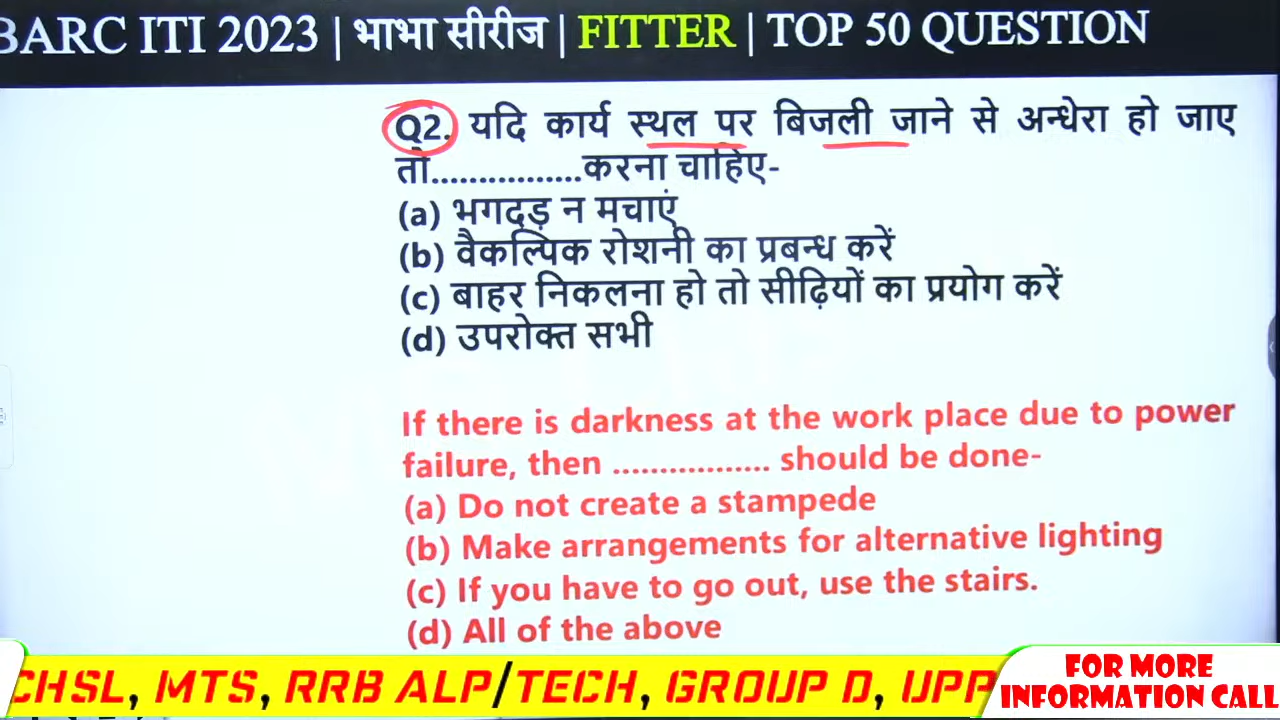 BARC ITI 2023 | भाभा सीरीज | FITTER | TOP 50 QUESTION
Q2. यदि कार्य स्थल पर बिजली जाने से अन्धेरा हो जाए
तो................करना चाहिए-
(a) भगदड़ न मचाएं
(b) वैकल्पिक रोशनी का प्रबन्ध करें
(c) बाहर निकलना हो तो सीढ़ियों का प्रयोग करें
(d) उपरोक्त सभी
If there is darkness at the work place due to power
failure, then ................. should be done-
(a) Do not create a stampede
(b) Make arrangements for alternative lighting
(c) If you have to go out, use the stairs.
(d) All of the above
CHSL, MTS, RRB ALP/TECH, GROUP D, UPP
FOR MORE
INFORMATION CALL